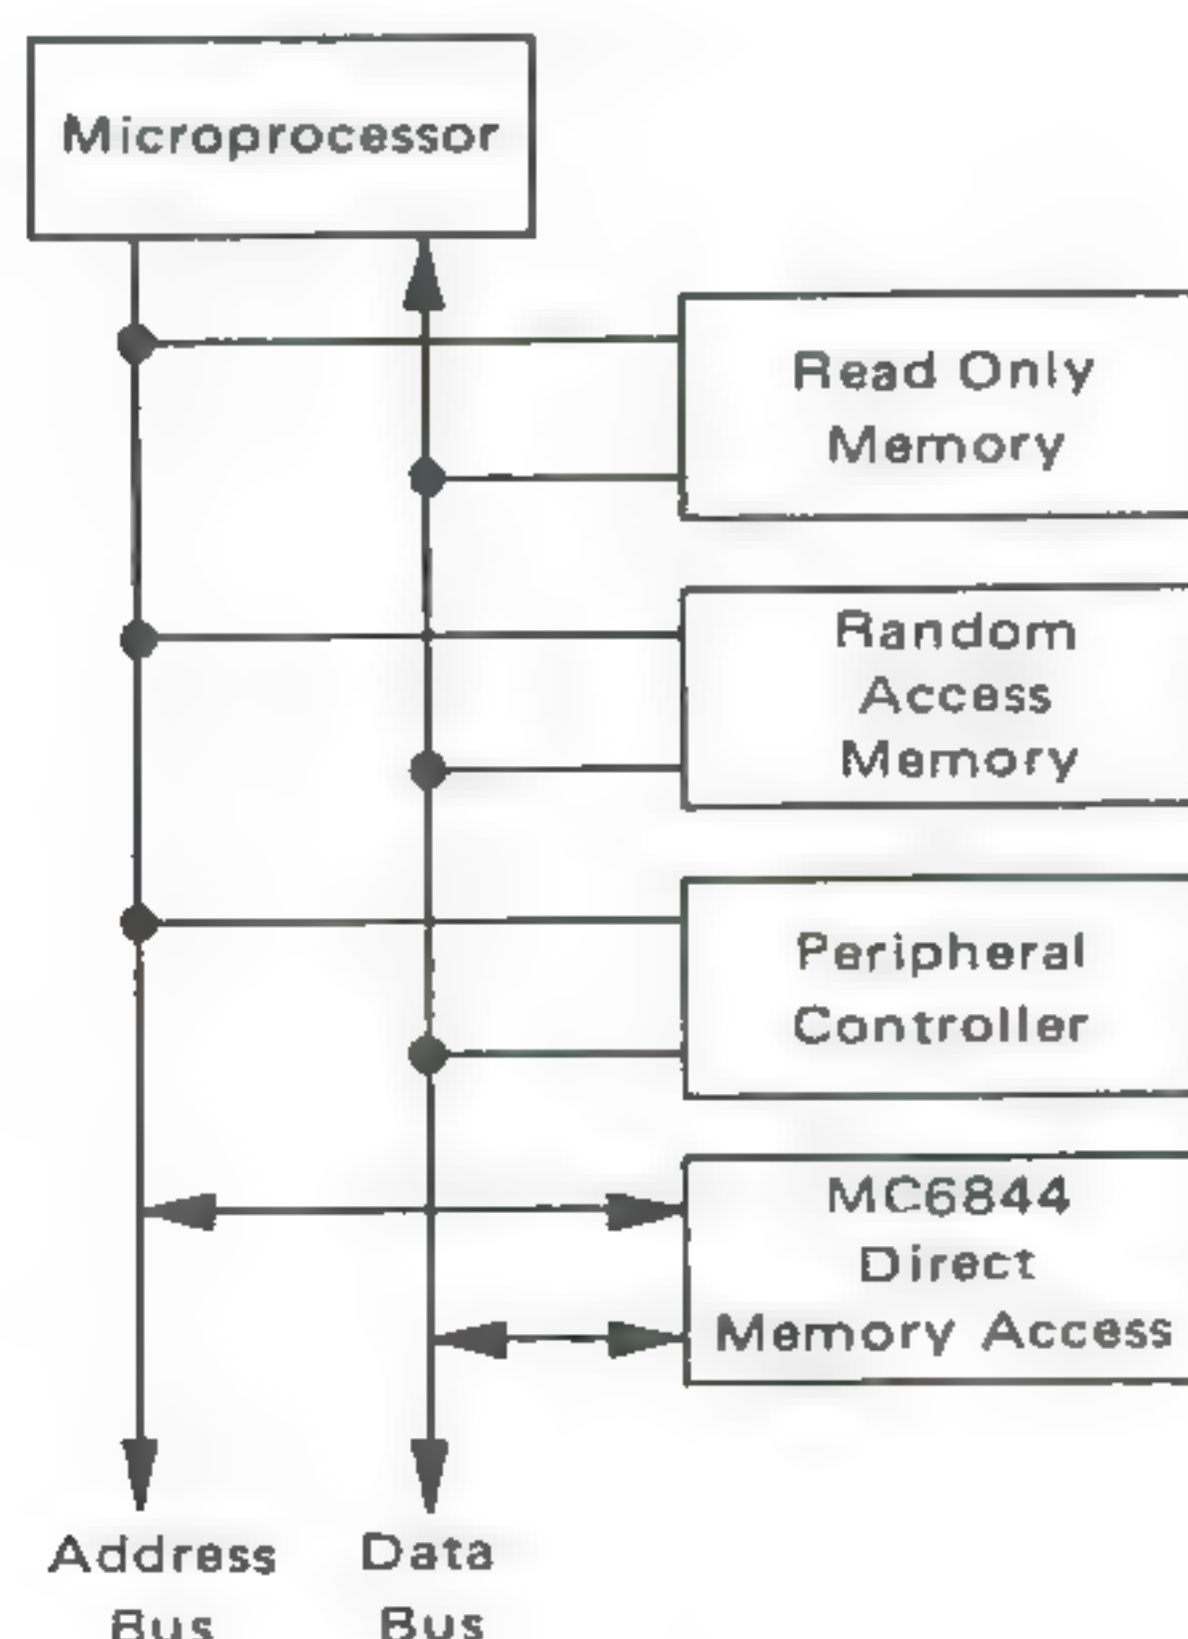 Microprocessor
Read Only
Memory
Random
Access
Memory
Peripheral
Controller
MC6844
Direct
Memory Access
Address
Bus
Data
Bus